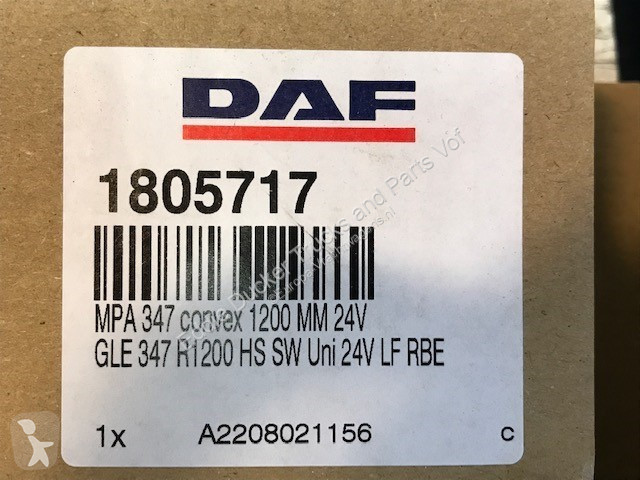 DAF
1805717
MPA 347 convex 1200 MM 24V
GLE 347 R1200 HS SW Uni 24V LF RBE
1x A2208021156 c